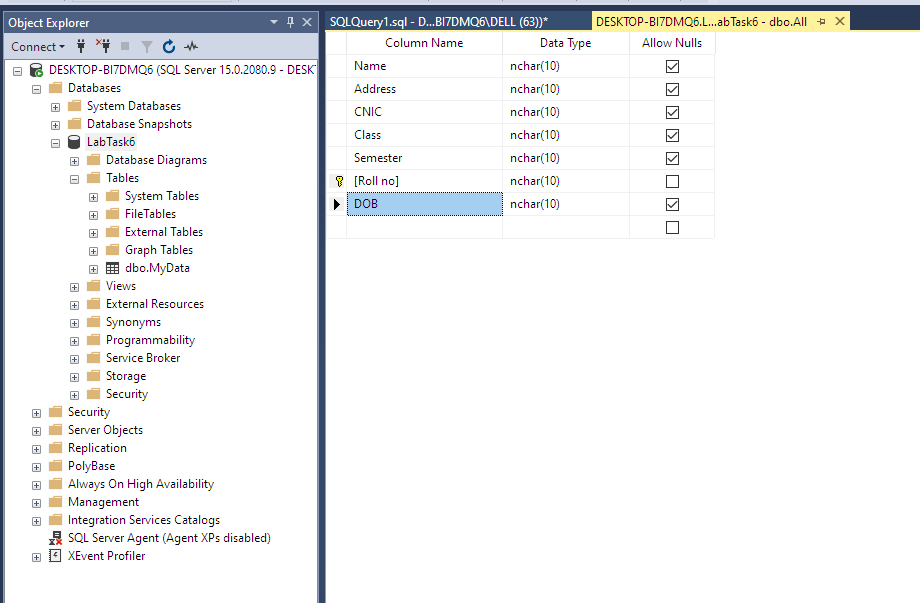 Object Explorer
Connect
DESKTOP-BI7DMQ6 (SQL Server 15.0.2080.9 - DESKT
Databases
System Databases
Database Snapshots
LabTask6
Database Diagrams
Tables
System Tables
FileTables
External Tables
Graph Tables
dbo.MyData
Views
External Resources
Synonyms
Programmability
Service Broker
Storage
Security
Security
Server Objects
Replication
PolyBase
Always On High Availability
Management
Integration Services Catalogs
SQL Server Agent (Agent XPs disabled)
XEvent Profiler
SQLQuery1.sql - D...BI7DMQ6\DELL (63))*
DESKTOP-BI7DMQ6.L...abTask6 - dbo.All
Column Name Data Type Allow Nulls
Name nchar(10)
Address nchar(10)
CNIC nchar(10)
Class nchar(10)
Semester nchar(10)
[Roll no] nchar(10)
DOB nchar(10)